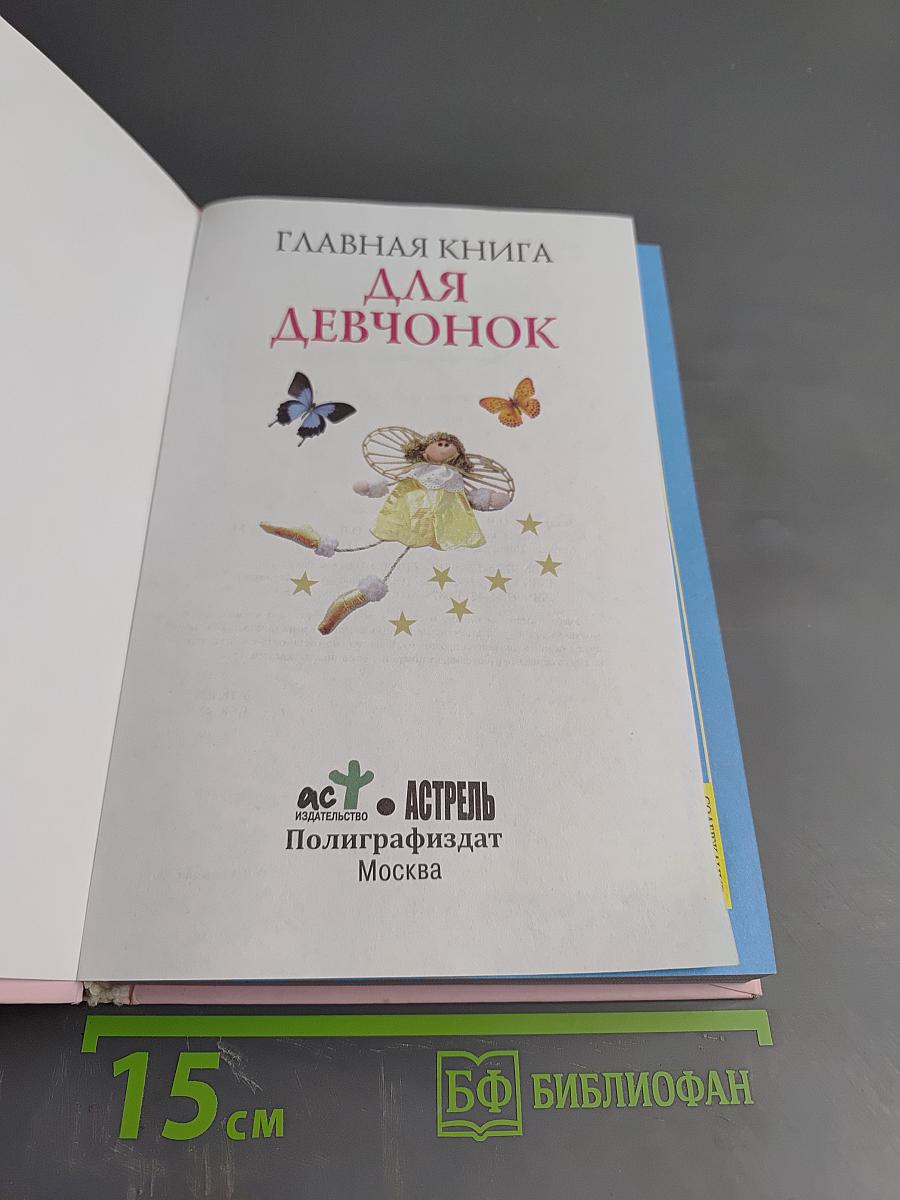 ГЛАВНАЯ КНИГА
ДЛЯ
ДЕВЧОНОК
аст
ИЗДАТЕЛЬСТВО
• АСТРЕЛЬ
Полиграфиздат
Москва
15 см
БФ БИБЛИОФАН